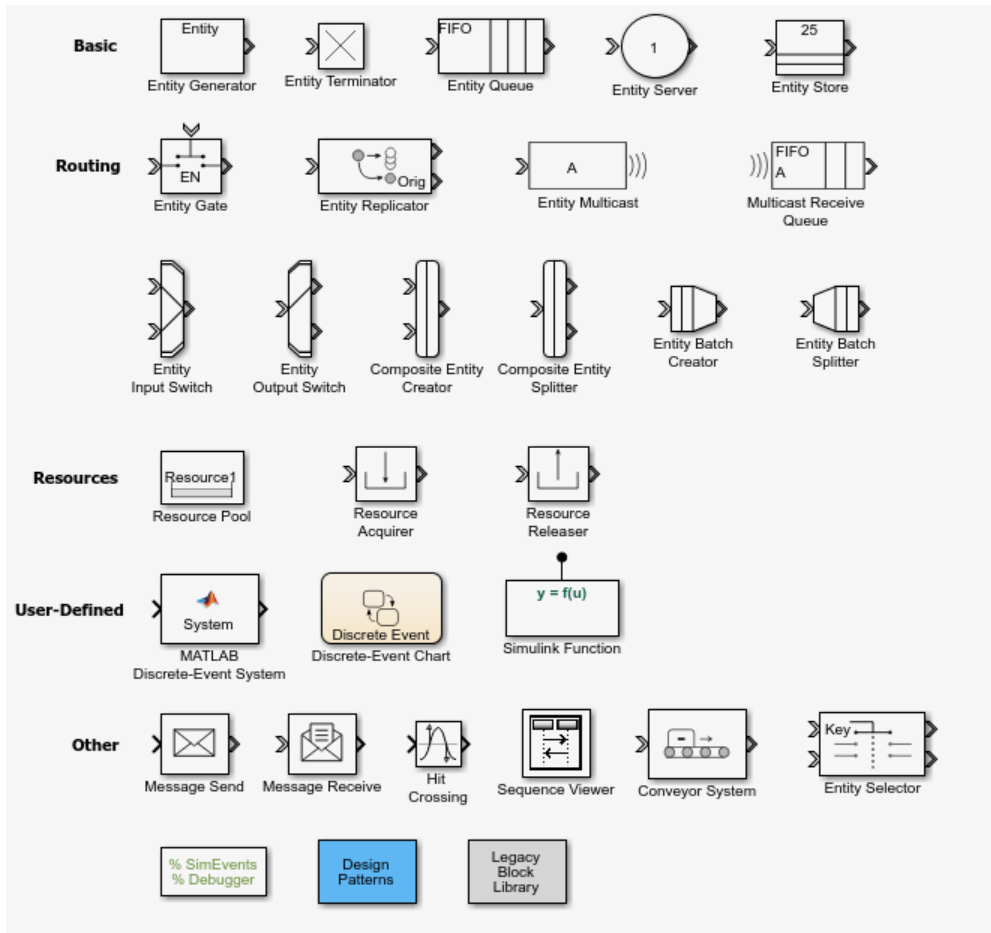 Basic
Entity
Entity Generator
Entity Terminator
FIFO
Entity Queue
1
Entity Server
25
Entity Store
Routing
EN
Entity Gate
Orig
Entity Replicator
A
Entity Multicast
FIFO
A
Multicast Receive
Queue
Entity
Input Switch
Entity
Output Switch
Composite Entity
Creator
Composite Entity
Splitter
Entity Batch
Creator
Entity Batch
Splitter
Resources
Resource1
Resource Pool
Resource
Acquirer
Resource
Releaser
User-Defined
System
MATLAB
Discrete-Event System
Discrete Event
Discrete-Event Chart
y = f(u)
Simulink Function
Other
Message Send
Message Receive
Hit
Crossing
Sequence Viewer
Conveyor System
Key
Entity Selector
% SimEvents
% Debugger
Design
Patterns
Legacy
Block
Library